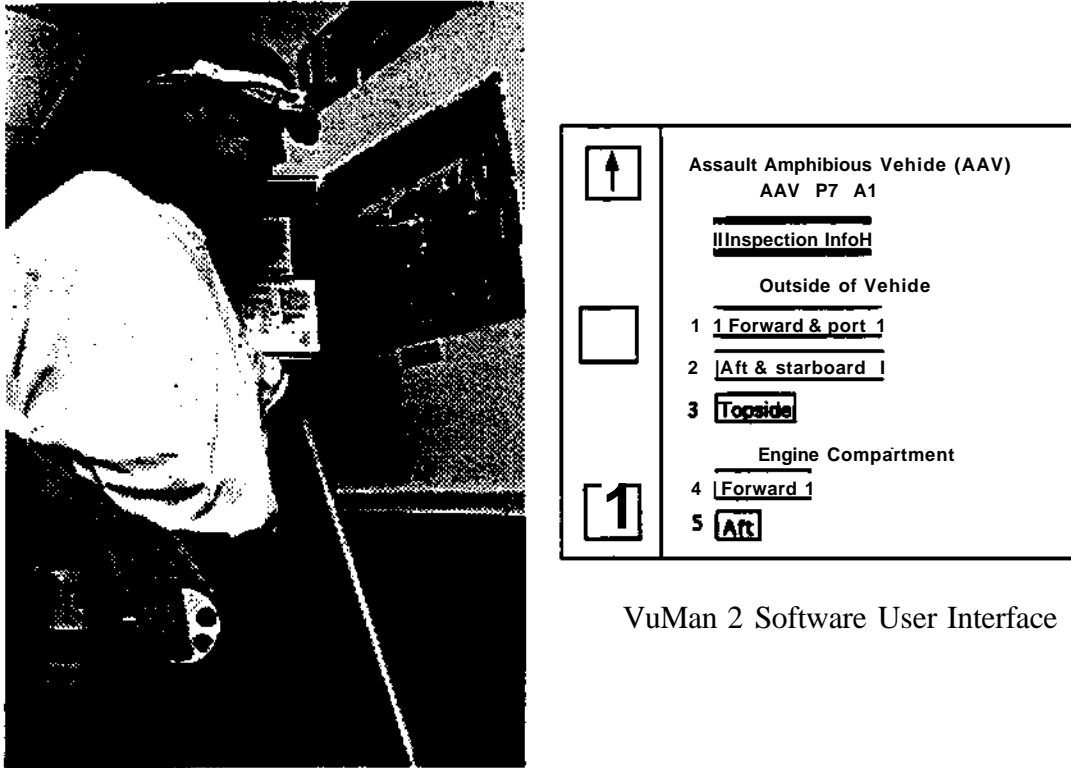 Assault Amphibious Vehide (AAV)
AAV P7 A1
IIInspection InfoH
Outside of Vehide
1 1 Forward & port 1
2 |Aft & starboard I
3 Topside
Engine Compartment
4 |Forward 1
5 Aft
1
VuMan 2 Software User Interface